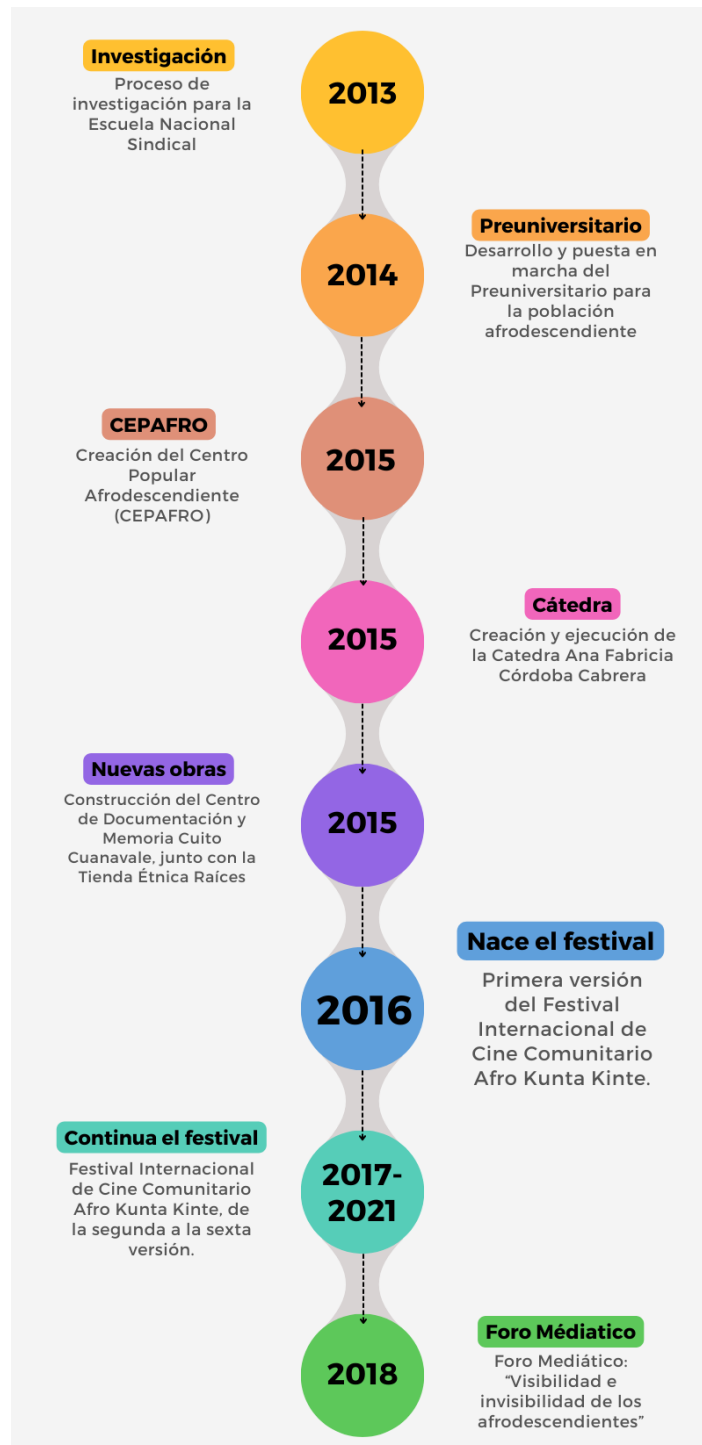 Investigación
Proceso de
investigación para la
Escuela Nacional
Sindical
2013
Preuniversitario
Desarrollo y puesta en
marcha del
Preuniversitario para
la población
afrodescendiente
2014
CEPAFRO
Creación del Centro
Popular
Afrodescendiente
(CEPAFRO)
2015
Cátedra
Creación y ejecución de
la Catedra Ana Fabricia
Córdoba Cabrera
2015
Nuevas obras
Construcción del Centro
de Documentación y
Memoria Cuito
Cuanavale, junto con la
Tienda Étnica Raíces
2015
Nace el festival
Primera versión
del Festival
Internacional de
Cine Comunitario
Afro Kunta Kinte.
2016
Continua el festival
Festival Internacional
de Cine Comunitario
Afro Kunta Kinte, de
la segunda a la sexta
versión.
2017-
2021
Foro Médiatico
Foro Mediático:
“Visibilidad e
invisibilidad de los
afrodescendientes”
2018